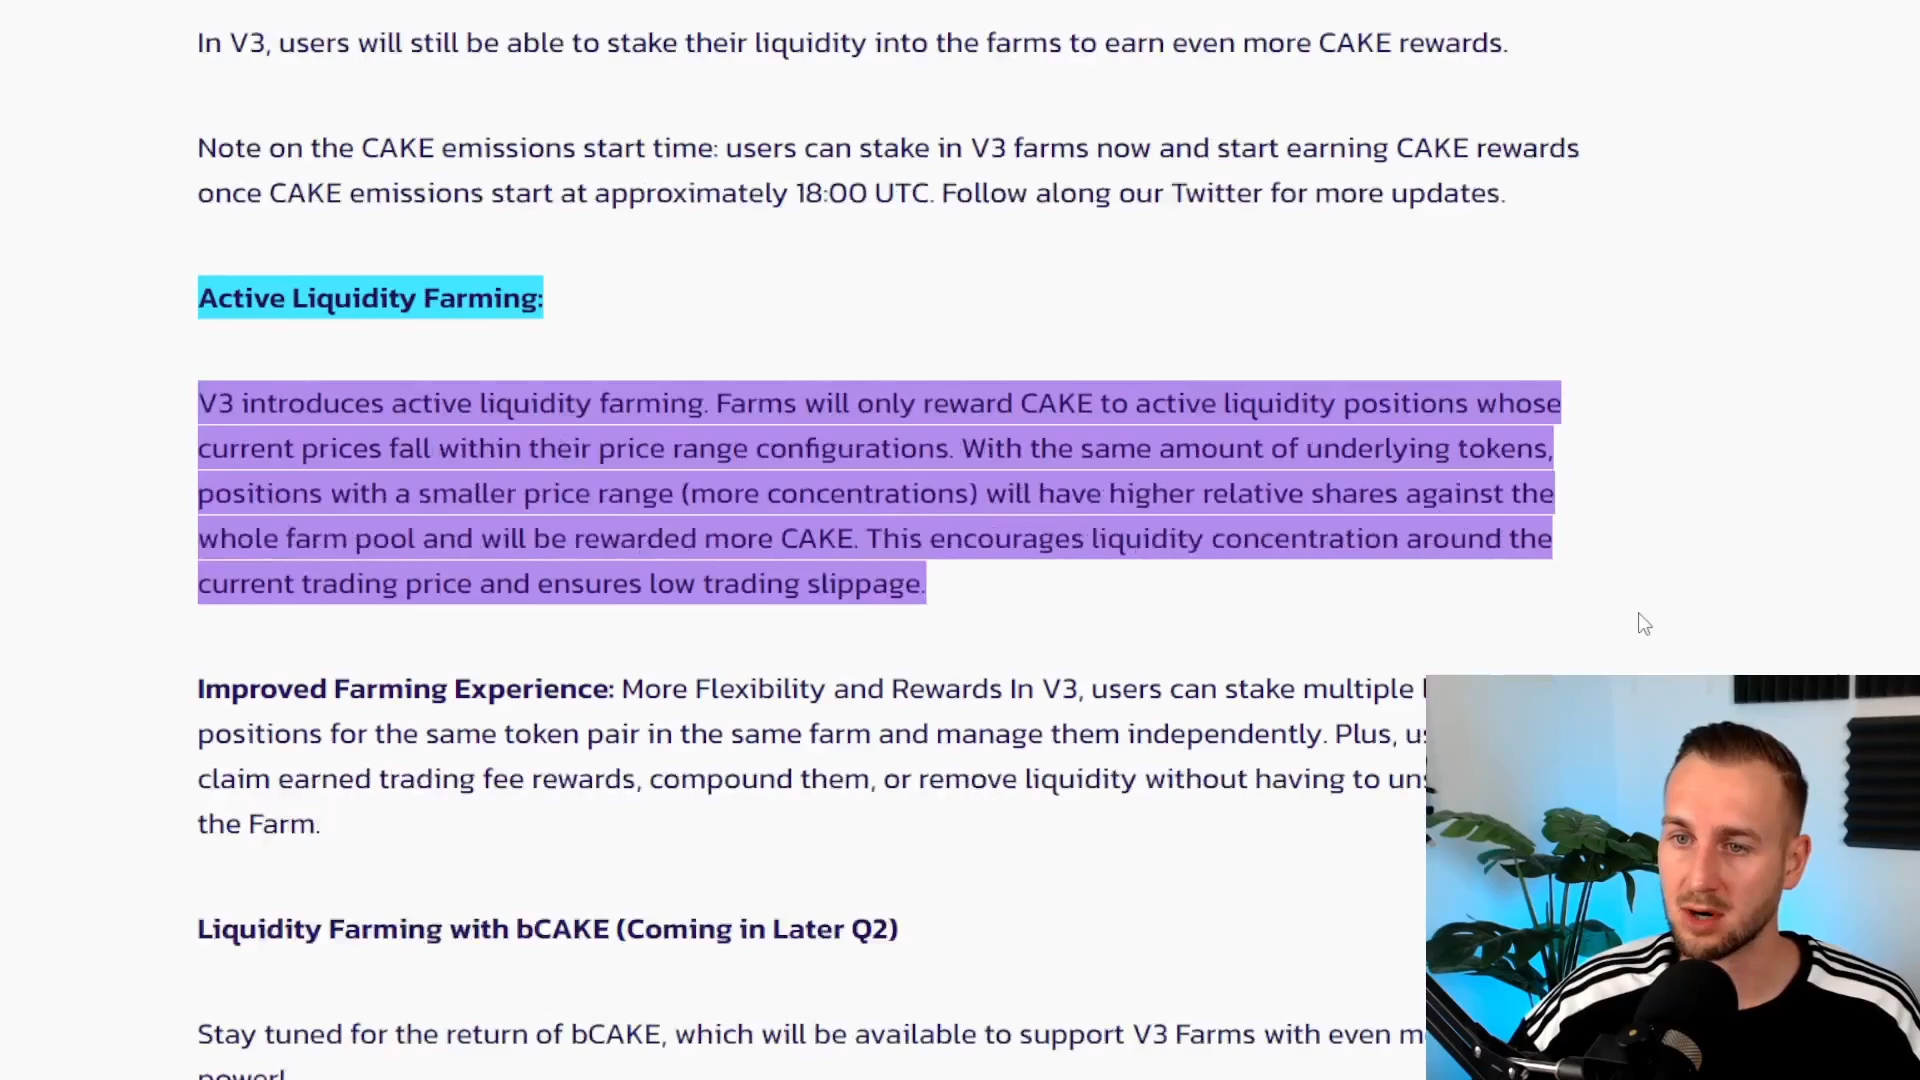 In V3, users will still be able to stake their liquidity into the farms to earn even more CAKE rewards.
Note on the CAKE emissions start time: users can stake in V3 farms now and start earning CAKE rewards
once CAKE emissions start at approximately 18:00 UTC. Follow along our Twitter for more updates.
Active Liquidity Farming:
V3 introduces active liquidity farming. Farms will only reward CAKE to active liquidity positions whose
current prices fall within their price range configurations. With the same amount of underlying tokens,
positions with a smaller price range (more concentrations) will have higher relative shares against the
whole farm pool and will be rewarded more CAKE. This encourages liquidity concentration around the
current trading price and ensures low trading slippage.
Improved Farming Experience: More Flexibility and Rewards In V3, users can stake multiple
positions for the same token pair in the same farm and manage them independently. Plus,
claim earned trading fee rewards, compound them, or remove liquidity without having to
the Farm.
Liquidity Farming with bCAKE (Coming in Later Q2)
Stay tuned for the return of bCAKE, which will be available to support V3 Farms with even
power!